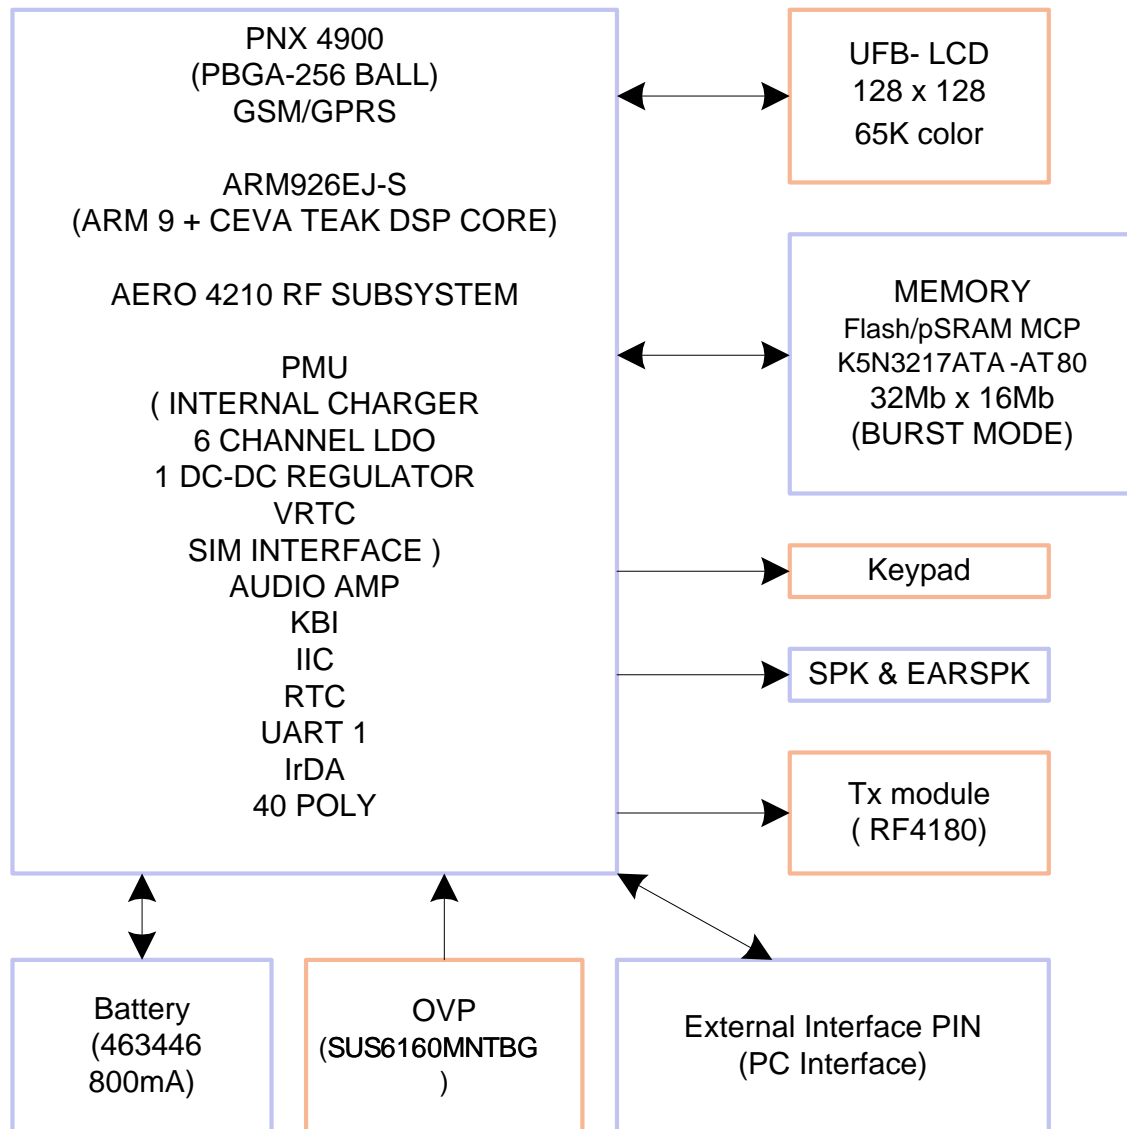 PNX 4900
(PBGA-256 BALL)
GSM/GPRS
ARM926EJ-S
(ARM 9 + CEVA TEAK DSP CORE)
AERO 4210 RF SUBSYSTEM
PMU
( INTERNAL CHARGER
6 CHANNEL LDO
1 DC-DC REGULATOR
VRTC
SIM INTERFACE )
AUDIO AMP
KBI
IIC
RTC
UART 1
IrDA
40 POLY
UFB- LCD
128 x 128
65K color
MEMORY
Flash/pSRAM MCP
K5N3217ATA -AT 80
32Mb x 16Mb
(BURST MODE)
Keypad
SPK & EARSPK
Tx module
( RF4180)
Battery
(463446
800mA)
OVP
(SUS6160MNTBG
)
External Interface PIN
(PC Interface)